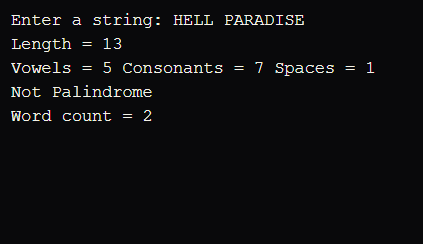 Enter a string: HELL PARADISE
Length = 13
Vowels = 5 Consonants = 7 Spaces = 1
Not Palindrome
Word count = 2